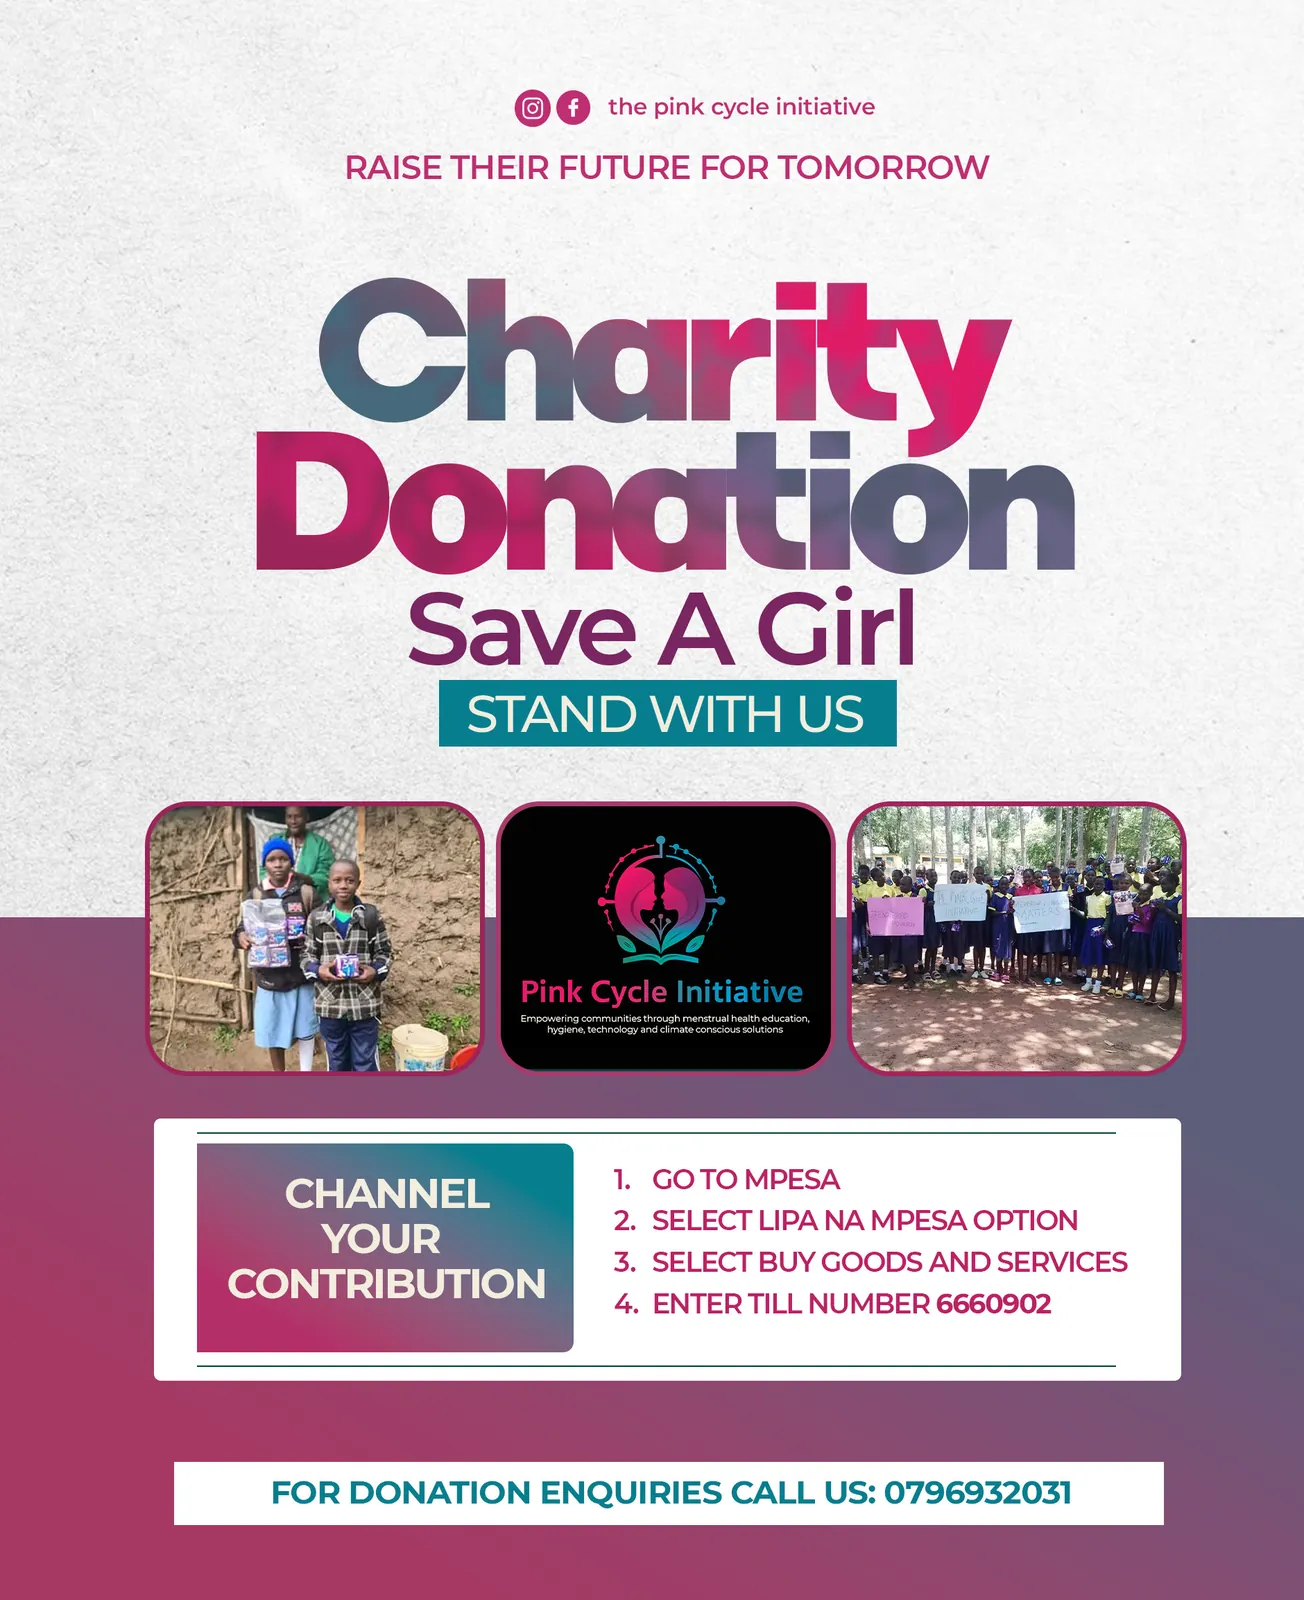 the pink cycle initiative
RAISE THEIR FUTURE FOR TOMORROW
Charity
Donation
Save A Girl
STAND WITH US
Pink Cycle Initiative
Empowering communities through menstrual health education,
hygiene, technology and climate conscious solutions
MATTERS
CHANNEL
YOUR
CONTRIBUTION
1. GO TO MPESA
2. SELECT LIPA NA MPESA OPTION
3. SELECT BUY GOODS AND SERVICES
4. ENTER TILL NUMBER 6660902
FOR DONATION ENQUIRIES CALL US: 0796932031